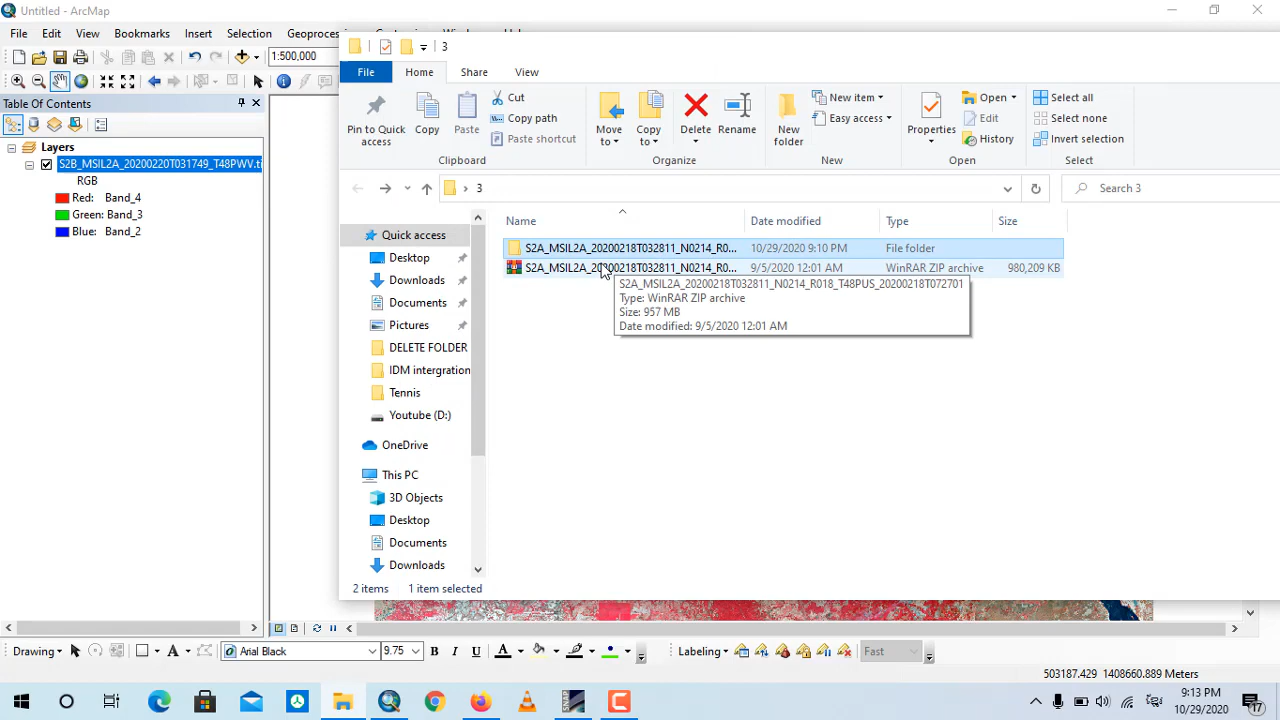 Untitled - ArcMap
File Edit View Bookmarks Insert Selection Geoproces
1:500,000
Table Of Contents
Layers
S2B_MSIL2A_20200220T031749_T48PWV.ti
RGB
Red: Band_4
Green: Band_3
Blue: Band_2
3
File Home Share View
Pin to Quick access
Copy
Paste
Cut
Copy path
Paste shortcut
Clipboard
Move to
Copy to
Delete
Rename
Organize
New folder
New item
Easy access
New
Properties
Open
Edit
History
Open
Select all
Select none
Invert selection
Select
3
Search 3
Name Date modified Type Size
S2A_MSIL2A_20200218T032811_N0214_R0... 10/29/2020 9:10 PM File folder
S2A_MSIL2A_20200218T032811_N0214_R0... 9/5/2020 12:01 AM WinRAR ZIP archive 980,209 KB
S2A_MSIL2A_20200218T032811_N0214_R018_T48PUS_20200218T072701
Type: WinRAR ZIP archive
Size: 957 MB
Date modified: 9/5/2020 12:01 AM
Quick access
Desktop
Downloads
Documents
Pictures
DELETE FOLDER
IDM intergration
Tennis
Youtube (D:)
OneDrive
This PC
3D Objects
Desktop
Documents
Downloads
2 items 1 item selected
Drawing
Arial Black
9.75
B I U A
Labeling
Fast
503187.429 1408660.889 Meters
SNAP
9:13 PM
10/29/2020
17